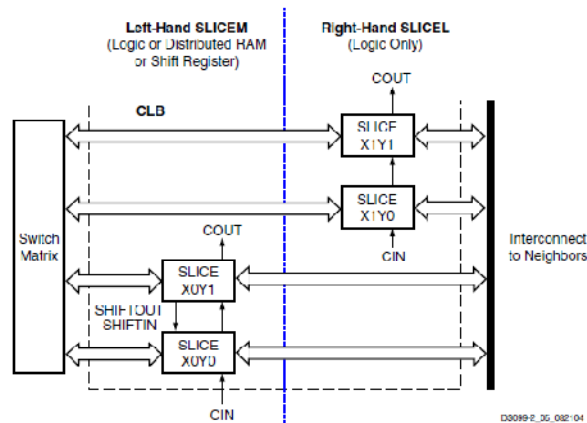 Left-Hand SLICEM
(Logic or Distributed RAM
or Shift Register)
Right-Hand SLICEL
(Logic Only)
COUT
CLB
SLICE
X1Y1
SLICE
X1Y0
COUT
CIN
Switch
Matrix
Interconnect
to Neighbors
SLICE
X0Y1
SHIFTOUT
SHIFTIN
SLICE
X0Y0
CIN
DS099-2_05_082104